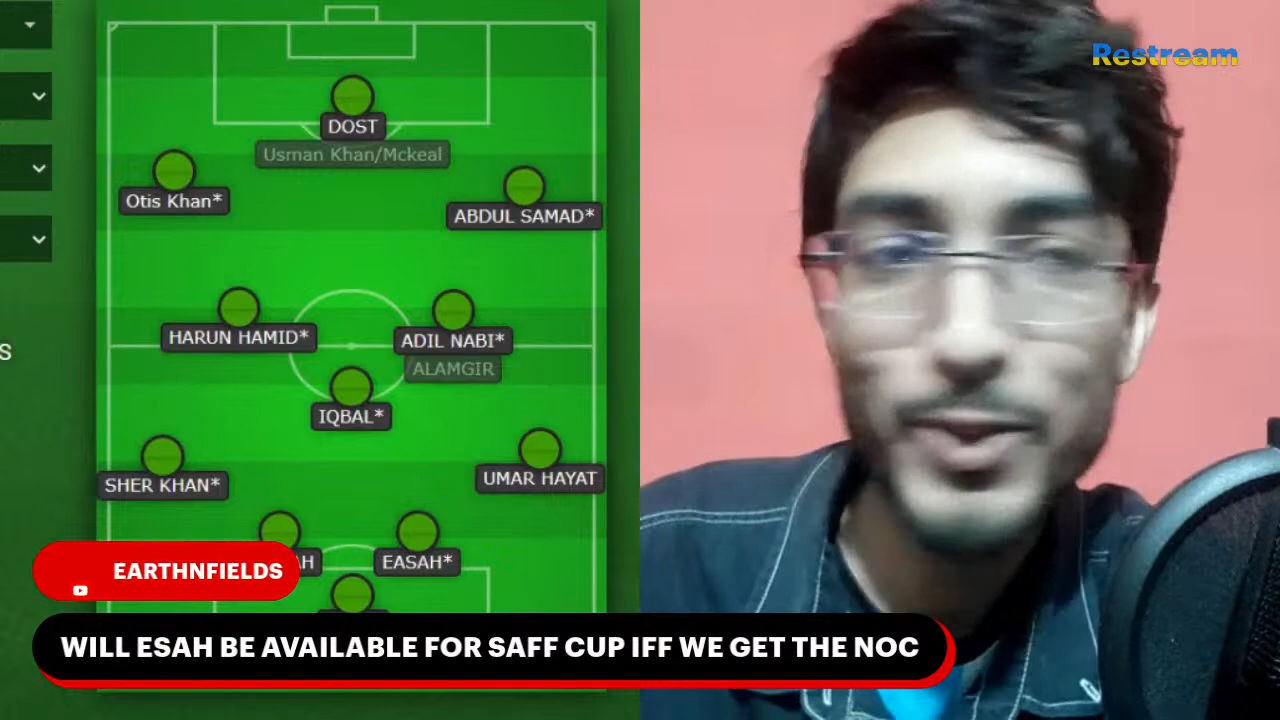 Restream
DOST
Usman Khan/Mckeal
Otis Khan*
ABDUL SAMAD*
HARUN HAMID*
ADIL NABI*
ALAMGIR
IQBAL*
SHER KHAN*
UMAR HAYAT
EASAH*
EARTHNFIELDS
WILL ESAH BE AVAILABLE FOR SAFF CUP IFF WE GET THE NOC